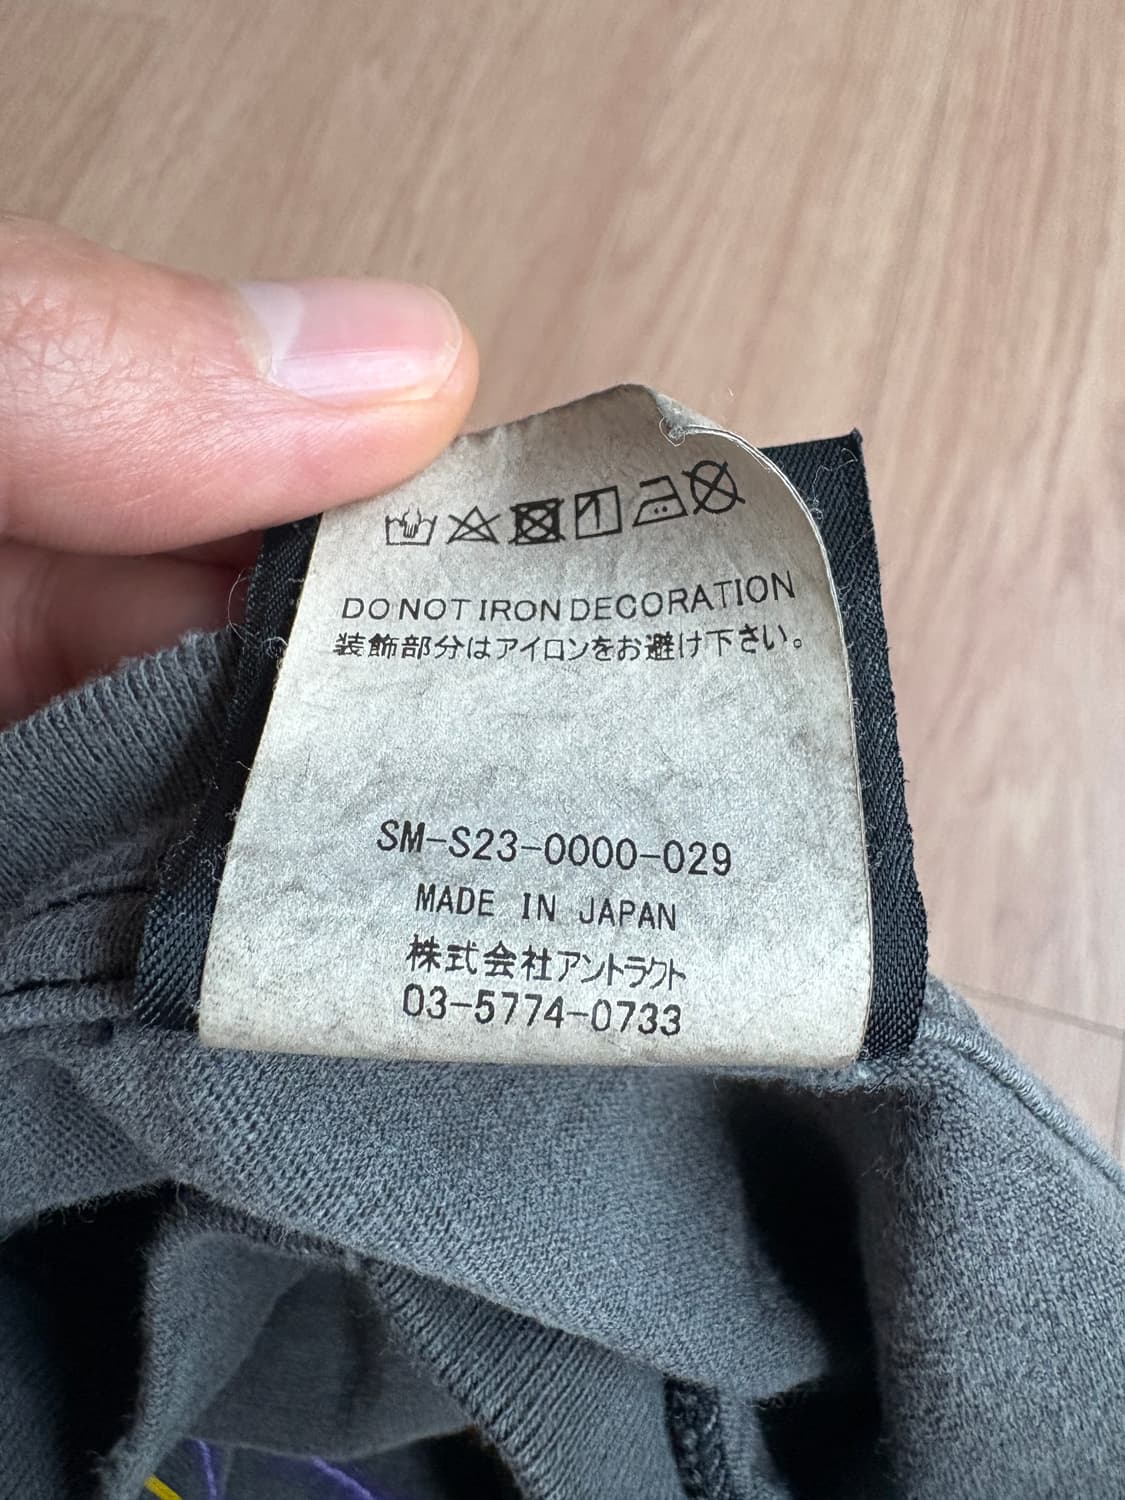 DO NOT IRON DECORATION
装飾部分はアイロンをお避け下さい。
SM-S23-0000-029
MADE IN JAPAN
株式会社アントラクト
03-5774-0733